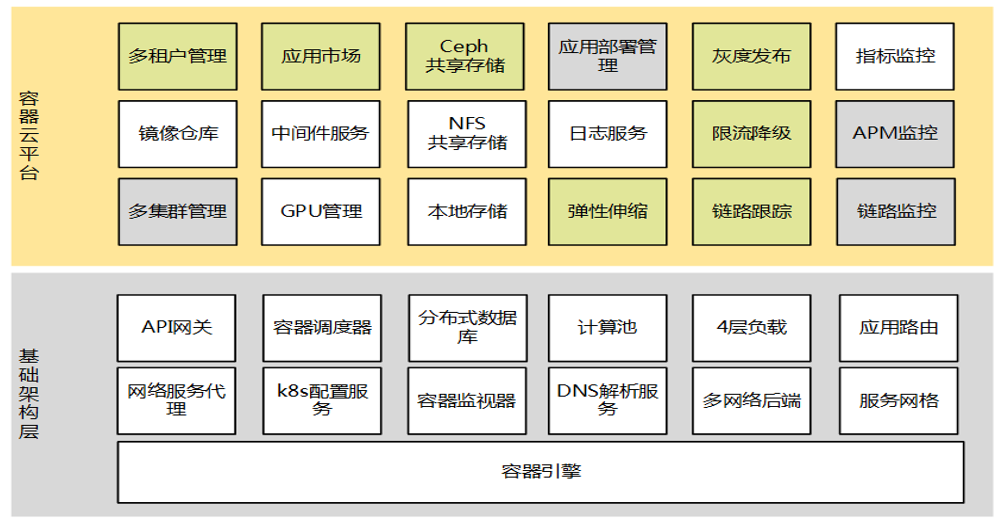 容器云平台
多租户管理
应用市场
Ceph
共享存储
应用部署管
理
灰度发布
指标监控
镜像仓库
中间件服务
NFS
共享存储
日志服务
限流降级
APM监控
多集群管理
GPU管理
本地存储
弹性伸缩
链路跟踪
链路监控
基础架构层
API网关
容器调度器
分布式数据
库
计算池
4层负载
应用路由
网络服务代
理
k8s配置服
务
容器监视器
DNS解析服
务
多网络后端
服务网格
容器引擎